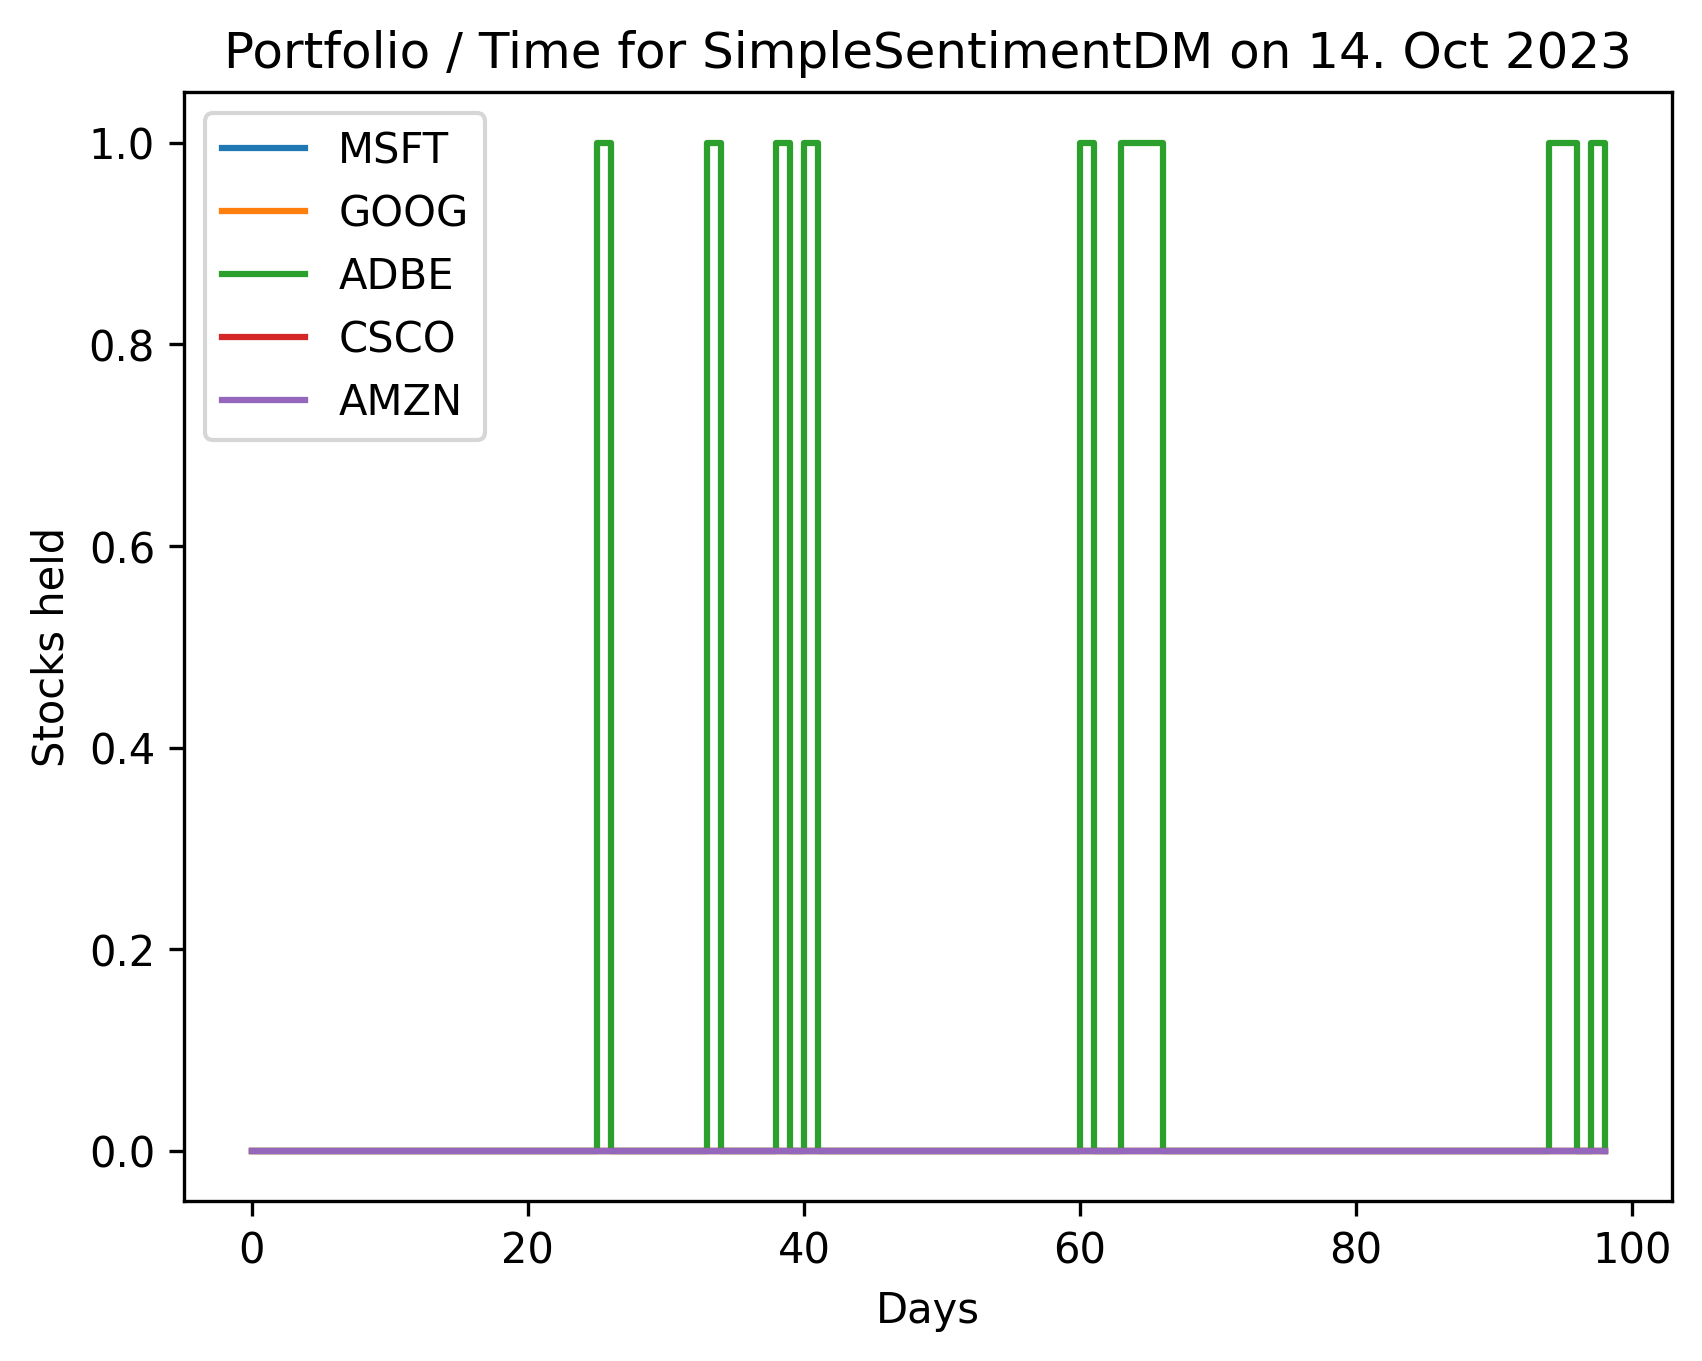 Portfolio / Time for SimpleSentimentDM on 14. Oct 2023
MSFT
GOOG
ADBE
CSCO
AMZN
1.0
0.8
0.6
0.4
0.2
0.0
Stocks held
0 20 40 60 80 100
Days